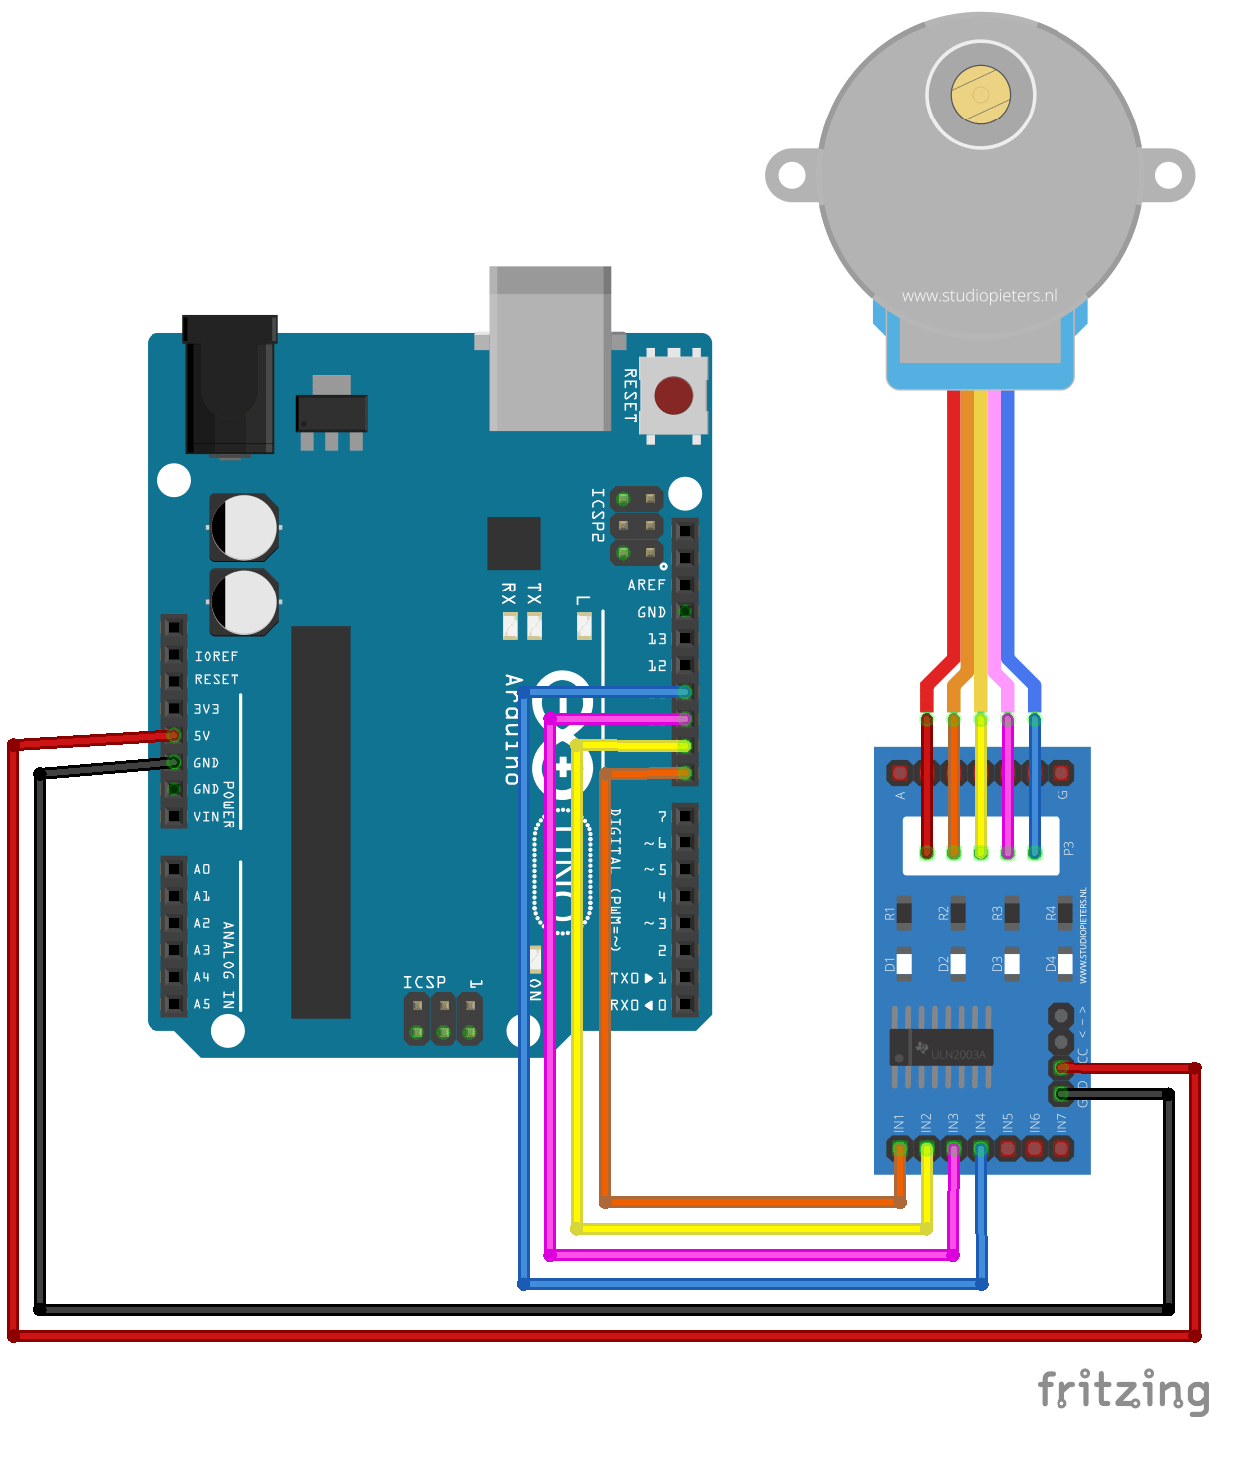 www.studiopieters.nl
RESET
ICSP2
AREF
GND
13
12
RX
TX
L
IOREF
RESET
3V3
5V
GND
GND
VIN
POWER
Arduino
UNO
DIGITAL (PWM=~)
7
~6
~5
4
~3
2
TX0▶1
RX0◀0
A0
A1
A2
A3
A4
A5
ANALOG IN
ICSP
1
ON
A
G
P3
R1
R2
R3
R4
D1
D2
D3
D4
WWW.STUDIOPIETERS.NL
ULN2003A
< - >
IN1
IN2
IN3
IN4
IN5
IN6
IN7
fritzing